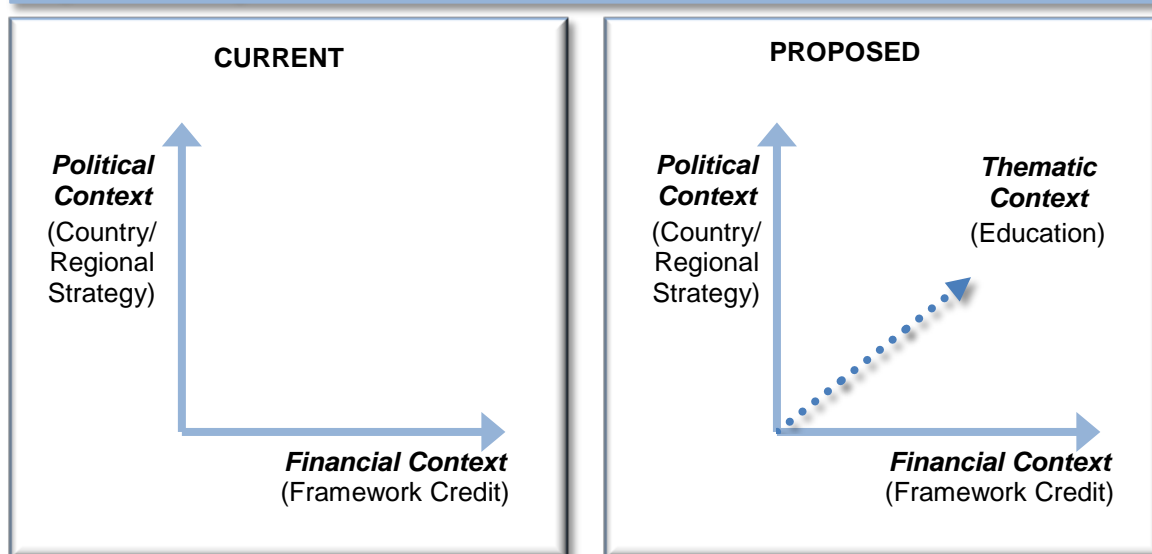 CURRENT
Political
Context
(Country/
Regional
Strategy)
Financial Context
(Framework Credit)
PROPOSED
Political
Context
(Country/
Regional
Strategy)
Thematic
Context
(Education)
Financial Context
(Framework Credit)